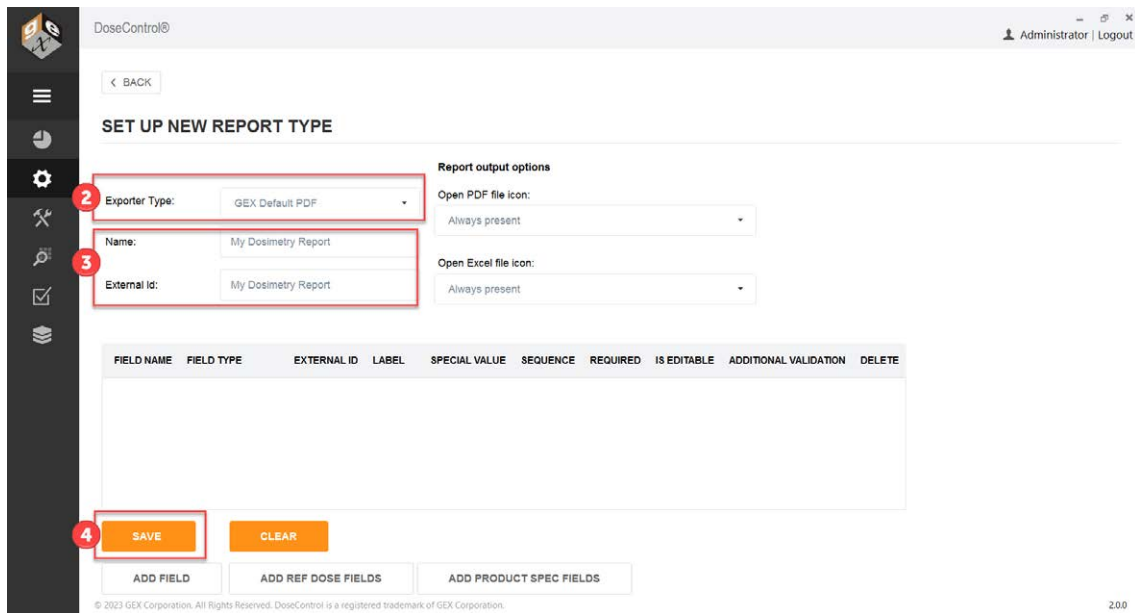 gex
DoseControl®
Administrator | Logout
< BACK
SET UP NEW REPORT TYPE
Report output options
2
Exporter Type:
GEX Default PDF
Open PDF file icon:
Always present
3
Name:
My Dosimetry Report
External Id:
My Dosimetry Report
Open Excel file icon:
Always present
FIELD NAME FIELD TYPE EXTERNAL ID LABEL SPECIAL VALUE SEQUENCE REQUIRED IS EDITABLE ADDITIONAL VALIDATION DELETE
4
SAVE
CLEAR
ADD FIELD
ADD REF DOSE FIELDS
ADD PRODUCT SPEC FIELDS
© 2023 GEX Corporation. All Rights Reserved. DoseControl is a registered trademark of GEX Corporation.
2.0.0